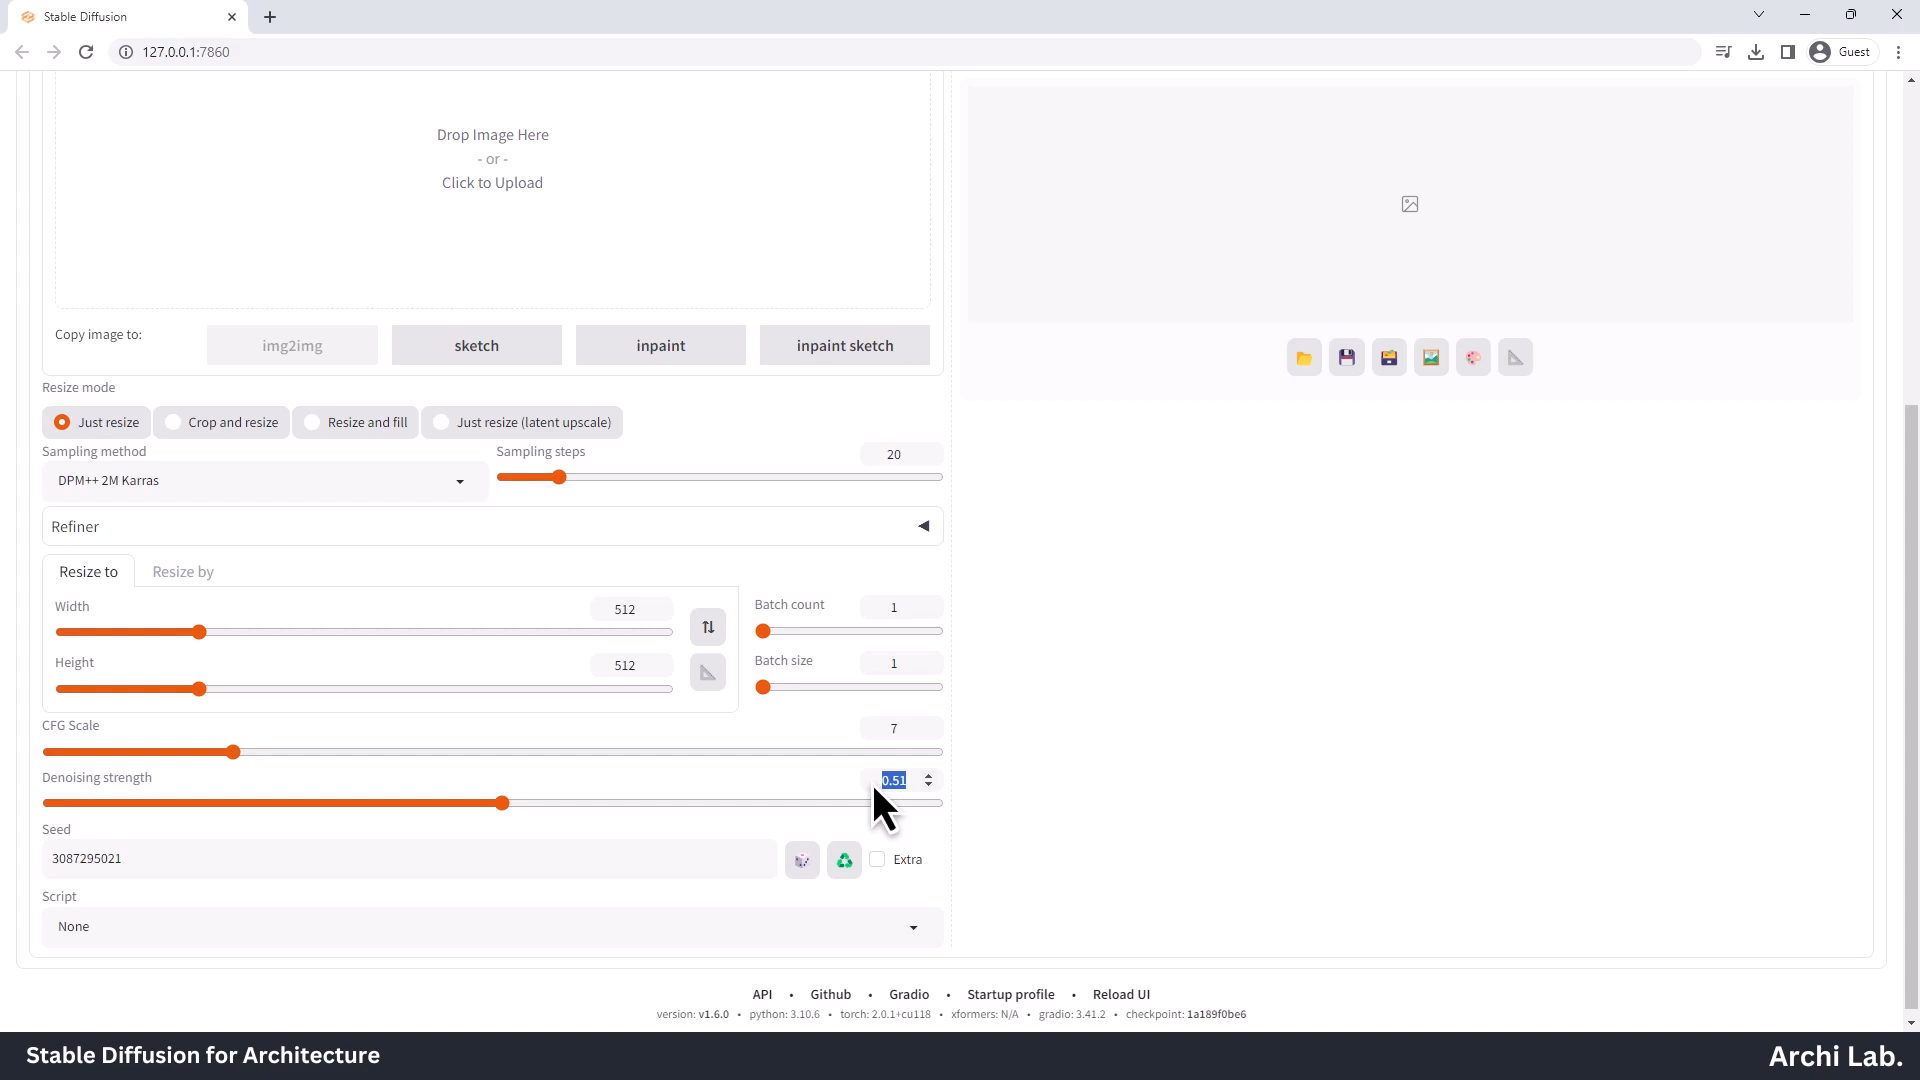 Stable Diffusion
127.0.0.1:7860
Guest
Drop Image Here
- or -
Click to Upload
Copy image to:
img2img
sketch
inpaint
inpaint sketch
Resize mode
Just resize
Crop and resize
Resize and fill
Just resize (latent upscale)
Sampling method
DPM++ 2M Karras
Sampling steps
20
Refiner
Resize to
Resize by
Width
512
Height
512
Batch count
1
Batch size
1
CFG Scale
7
Denoising strength
0.51
Seed
3087295021
Extra
Script
None
API • Github • Gradio • Startup profile • Reload UI
version: v1.6.0 • python: 3.10.6 • torch: 2.0.1+cu118 • xformers: N/A • gradio: 3.41.2 • checkpoint: 1a189f0be6
Stable Diffusion for Architecture
Archi Lab.